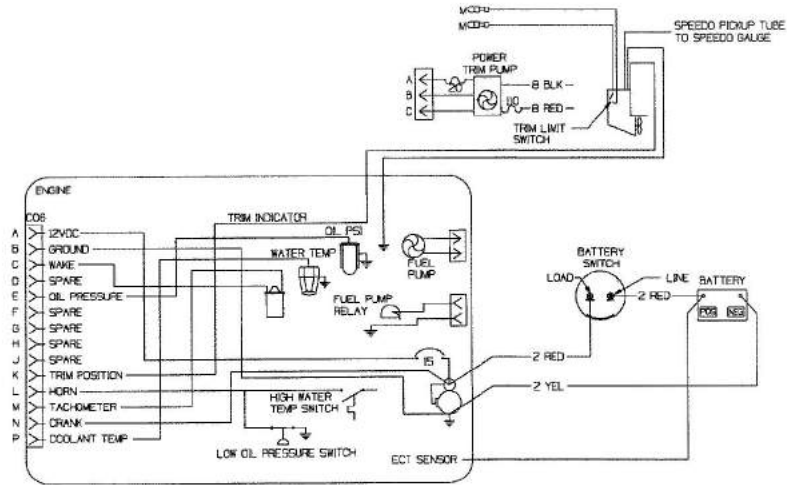 M
M
SPEEDO PICKUP TUBE
TO SPEEDO GAUGE
POWER
TRIM PUMP
A
B
C
20
8 BLK
110
8 RED
TRIM LIMIT
SWITCH
ENGINE
C06
A 12VDC
B GROUND
C WAKE
D SPARE
E OIL PRESSURE
F SPARE
G SPARE
H SPARE
J SPARE
K TRIM POSITION
L HORN
M TACHOMETER
N CRANK
P COOLANT TEMP
TRIM INDICATOR
OIL PSI
WATER TEMP
FUEL
PUMP
FUEL PUMP
RELAY
15
HIGH WATER
TEMP SWITCH
LOW OIL PRESSURE SWITCH
ECT SENSOR
BATTERY
SWITCH
LOAD
LINE
2 RED
BATTERY
POS
NEG
2 RED
2 YEL